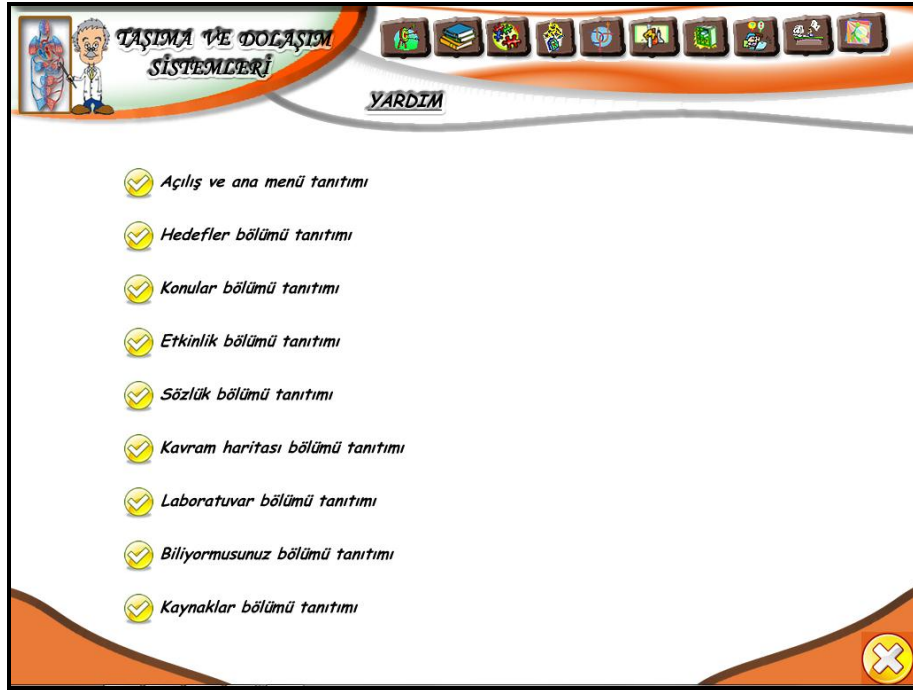 TAŞIMA VE DOLAŞIM
SİSTEMLERİ
YARDIM
Açılış ve ana menü tanıtımı
Hedefler bölümü tanıtımı
Konular bölümü tanıtımı
Etkinlik bölümü tanıtımı
Sözlük bölümü tanıtımı
Kavram haritası bölümü tanıtımı
Laboratuvar bölümü tanıtımı
Biliyormusunuz bölümü tanıtımı
Kaynaklar bölümü tanıtımı